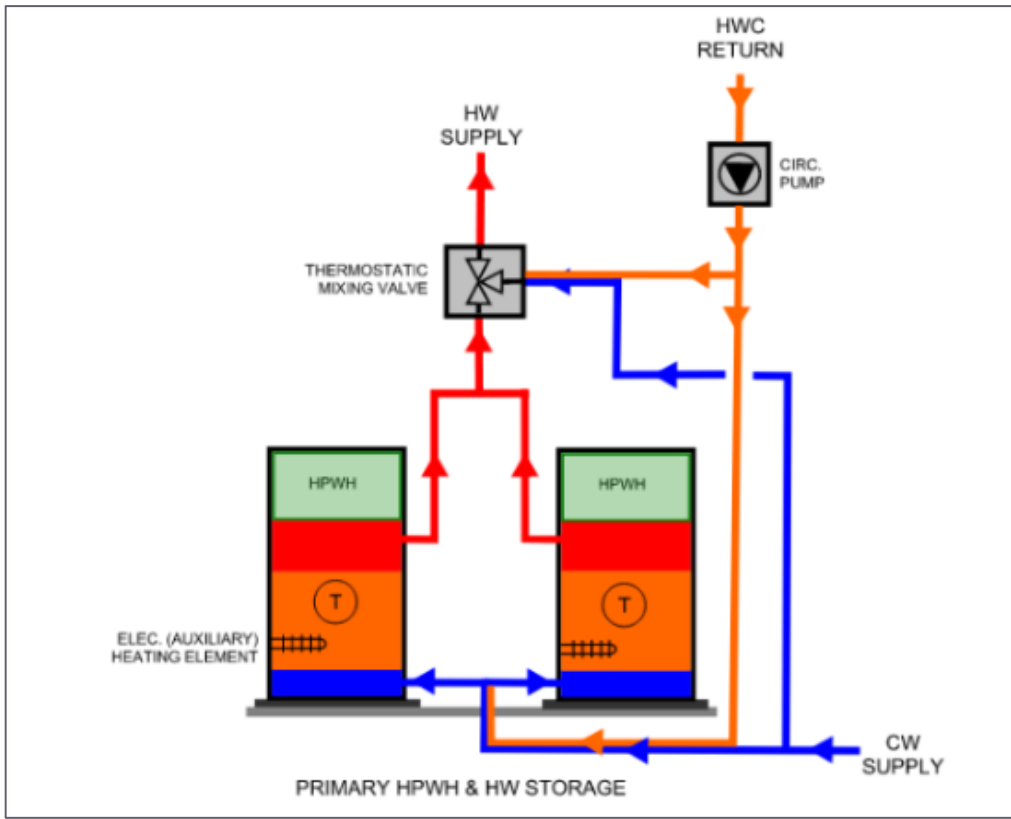 HWC
RETURN
HW
SUPPLY
CIRC.
PUMP
THERMOSTATIC
MIXING VALVE
HPWH
HPWH
T
T
ELEC. (AUXILIARY)
HEATING ELEMENT
CW
SUPPLY
PRIMARY HPWH & HW STORAGE